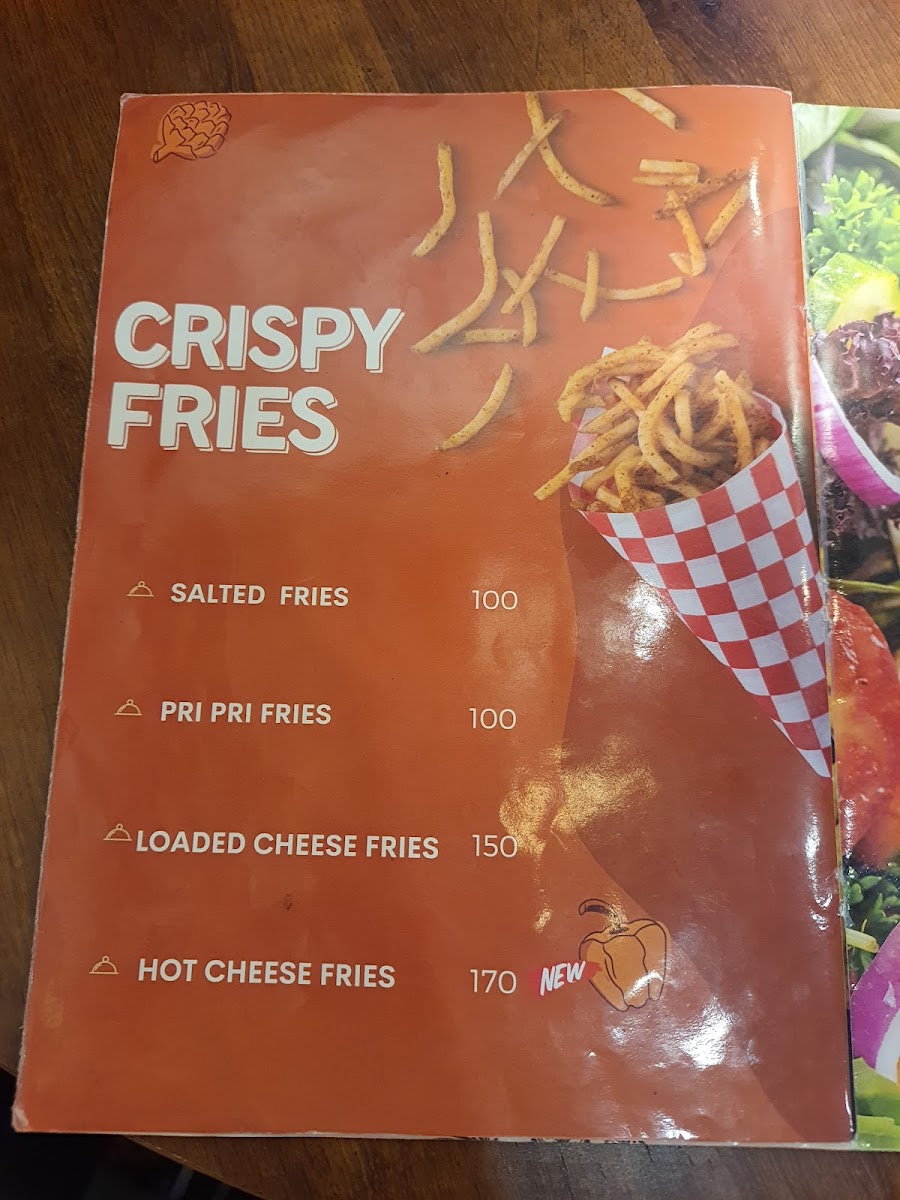 CRISPY
FRIES
SALTED FRIES 100
PRI PRI FRIES 100
LOADED CHEESE FRIES 150
HOT CHEESE FRIES 170 NEW